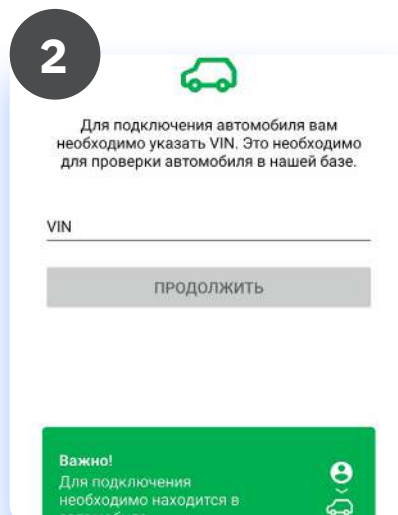 2
Для подключения автомобиля вам
необходимо указать VIN. Это необходимо
для проверки автомобиля в нашей базе.
VIN
ПРОДОЛЖИТЬ
Важно!
Для подключения
необходимо находится в